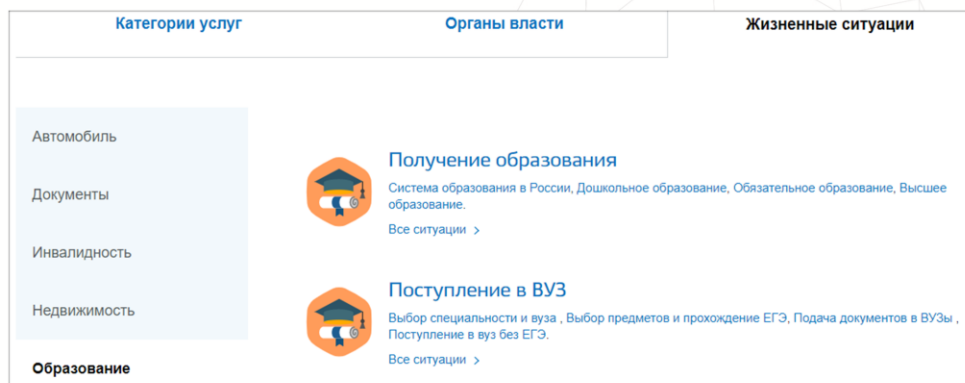 Категории услуг
Органы власти
Жизненные ситуации
Автомобиль
Документы
Инвалидность
Недвижимость
Образование
Получение образования
Система образования в России, Дошкольное образование, Обязательное образование, Высшее
образование.
Все ситуации >
Поступление в ВУЗ
Выбор специальности и вуза , Выбор предметов и прохождение ЕГЭ, Подача документов в ВУЗы ,
Поступление в вуз без ЕГЭ.
Все ситуации >